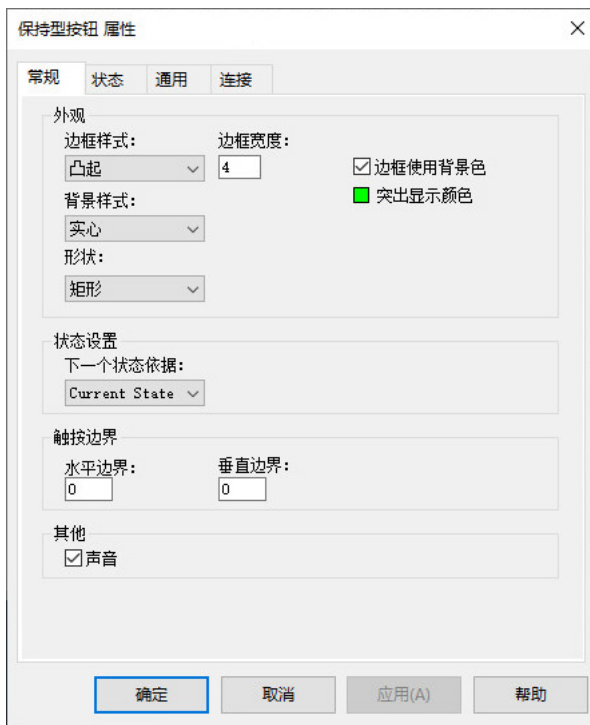 保持型按钮 属性
常规 状态 通用 连接
外观
边框样式: 边框宽度:
凸起 4 边框使用背景色
背景样式: 突出显示颜色
实心
形状:
矩形
状态设置
下一个状态依据:
Current State
触按边界
水平边界: 垂直边界:
0 0
其他
声音
确定 取消 应用(A) 帮助